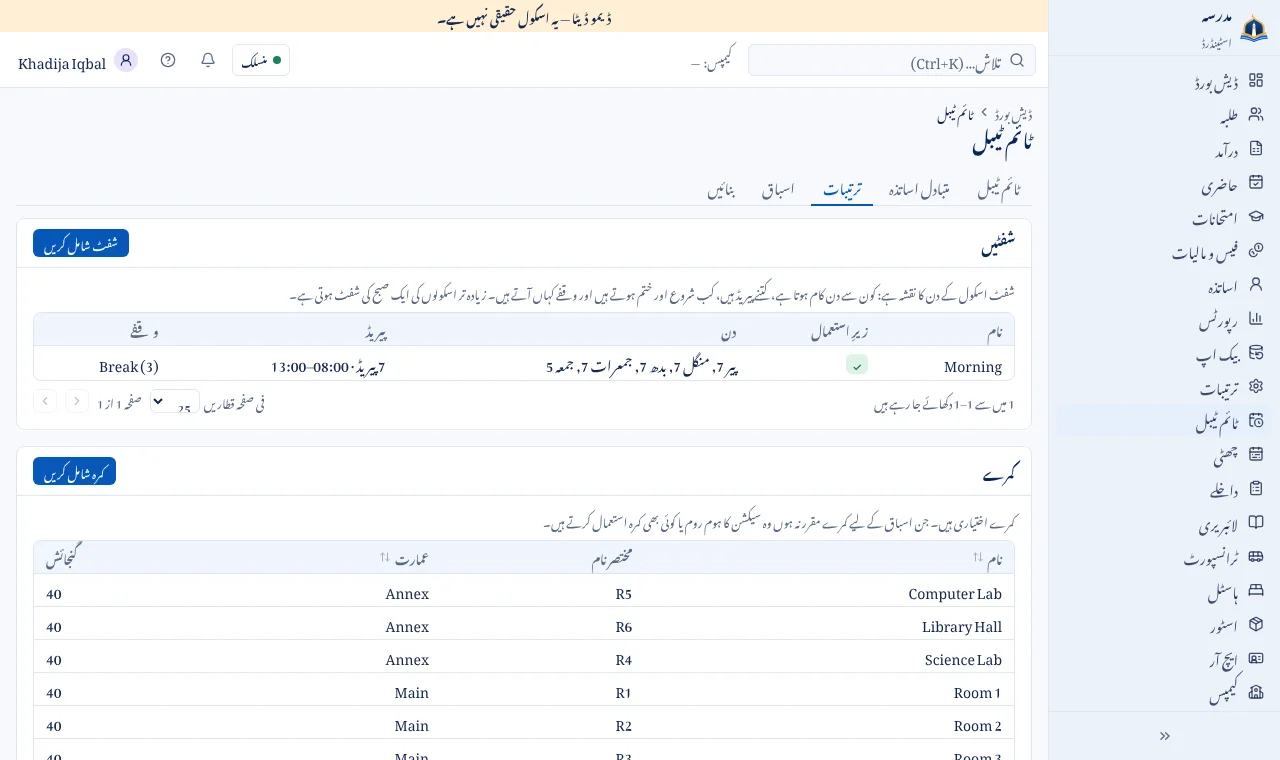 ڈیمو ڈیٹا – یہ اسکول حقیقی نہیں ہے۔
مدرسہ
اسٹینڈرڈ
ڈیش بورڈ
طلبہ
درآمد
حاضری
امتحانات
فیس و مالیات
اساتذہ
رپورٹس
بیک اپ
ترتیبات
ٹائم ٹیبل
چھٹی
داخلے
لائبریری
ٹرانسپورٹ
ہاسٹل
اسٹور
ایچ آر
کیمپس
تلاش... (Ctrl+K)
کیمپس: –
منسلک
Khadija Iqbal
ڈیش بورڈ › ٹائم ٹیبل
ٹائم ٹیبل
ٹائم ٹیبل متبادل اساتذہ ترتیبات اسباق بنائیں
شفٹیں شفٹ شامل کریں
شفٹ اسکول کے دن کا نقشہ ہے: کون سے دن کام ہوتا ہے، کتنے پیریڈ ہیں، کب شروع اور ختم ہوتے ہیں اور وقفے کہاں آتے ہیں۔ زیادہ تر اسکولوں کی ایک صبح کی شفٹ ہوتی ہے۔
نام زیر استعمال دن پیریڈ وقفے
Morning پیر 7, منگل 7, بدھ 7, جمعرات 7, جمعہ 5 7 پیریڈ · 08:00–13:00 Break (3)
1 میں سے 1–1 دکھائے جا رہے ہیں فی صفحہ قطاریں 25 صفحہ 1 از 1
کمرے کمرہ شامل کریں
کمرے اختیاری ہیں۔ جن اسباق کے لیے کمرے مقرر نہ ہوں وہ سیکشن کا ہوم روم یا کوئی بھی کمرہ استعمال کرتے ہیں۔
نام مختصر نام عمارت گنجائش
Computer Lab R5 Annex 40
Library Hall R6 Annex 40
Science Lab R4 Annex 40
Room 1 R1 Main 40
Room 2 R2 Main 40
Room 3 R3 Main 40